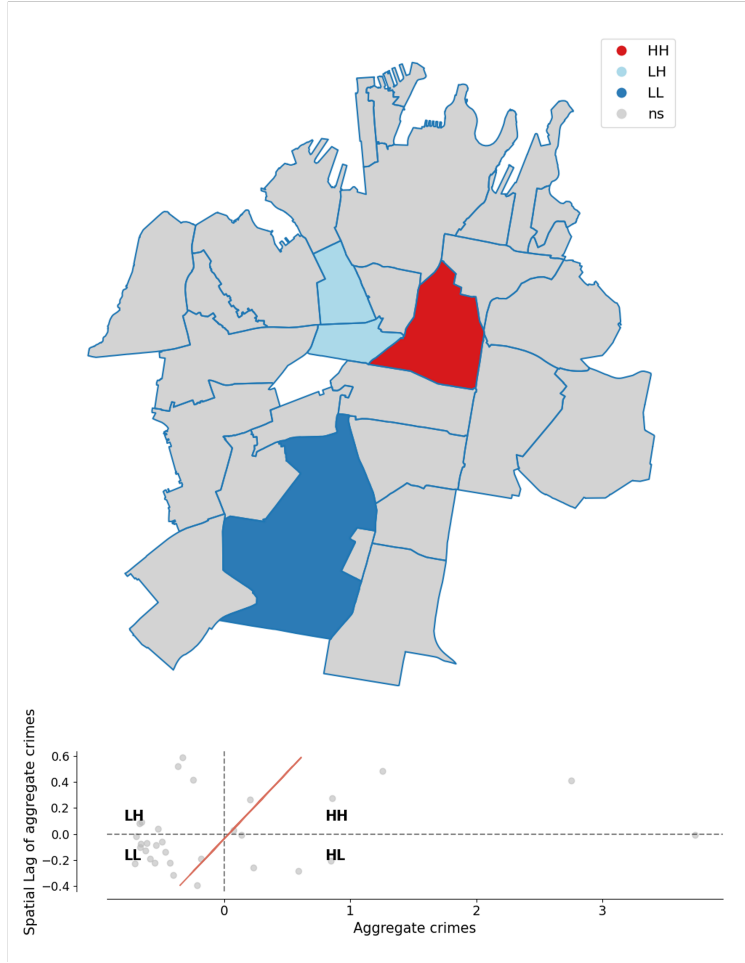 HH
LH
LL
ns
Spatial Lag of aggregate crimes
0.6
0.4
0.2
0.0
−0.2
−0.4
LH
HH
LL
HL
0
1
2
3
Aggregate crimes